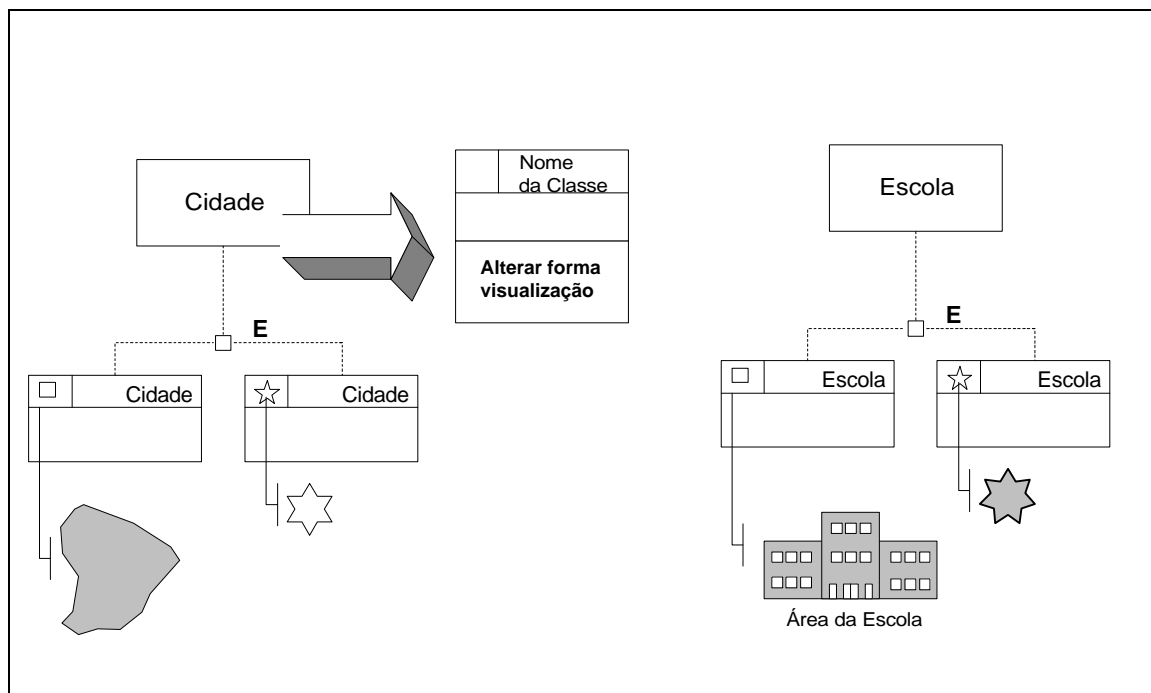 Cidade
Nome
da Classe
Alterar forma
visualização
E
Cidade
Cidade
Escola
E
Escola
Escola
Área da Escola